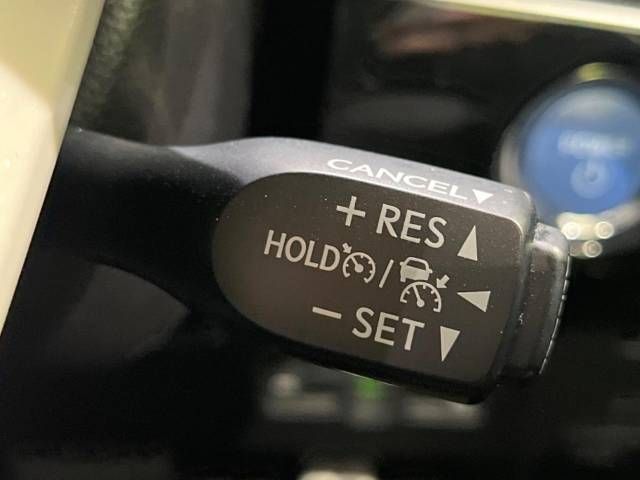 CANCEL ▼
+ RES ▲
HOLD / ◀
− SET ▼